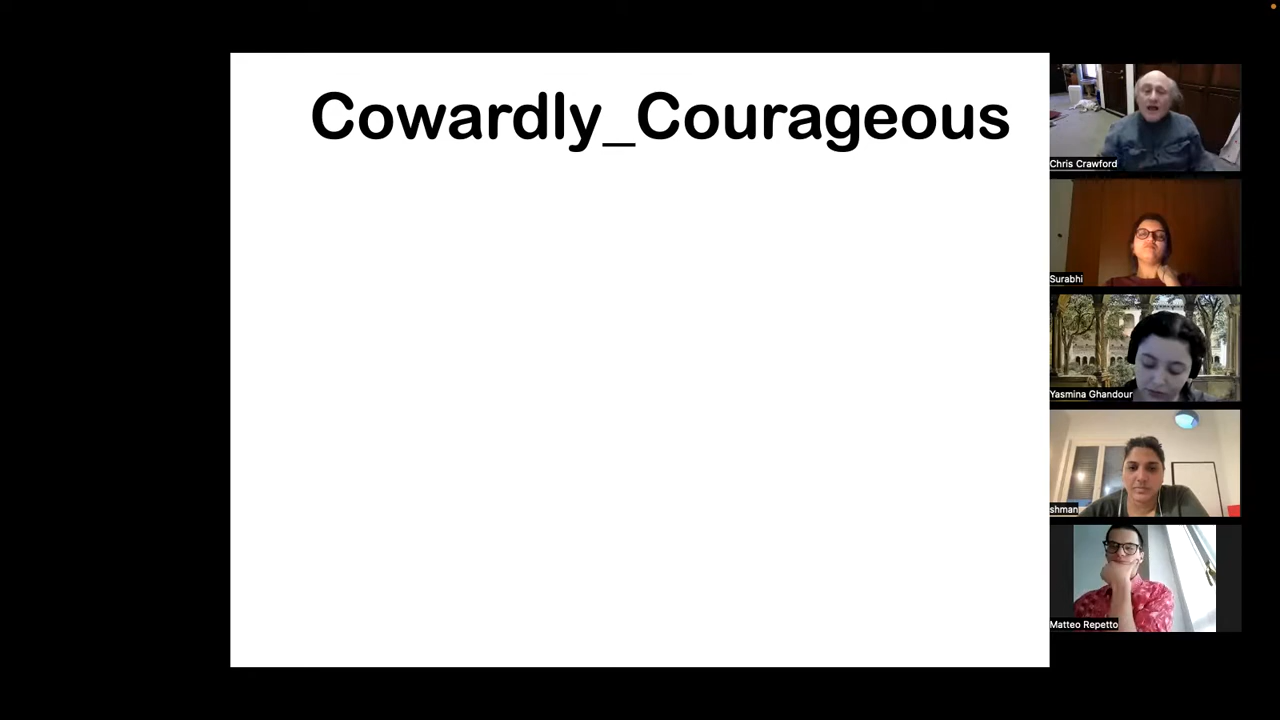 Cowardly_Courageous
Chris Crawford
Surabhi
Yasmina Ghandour
shman
Matteo Repetto